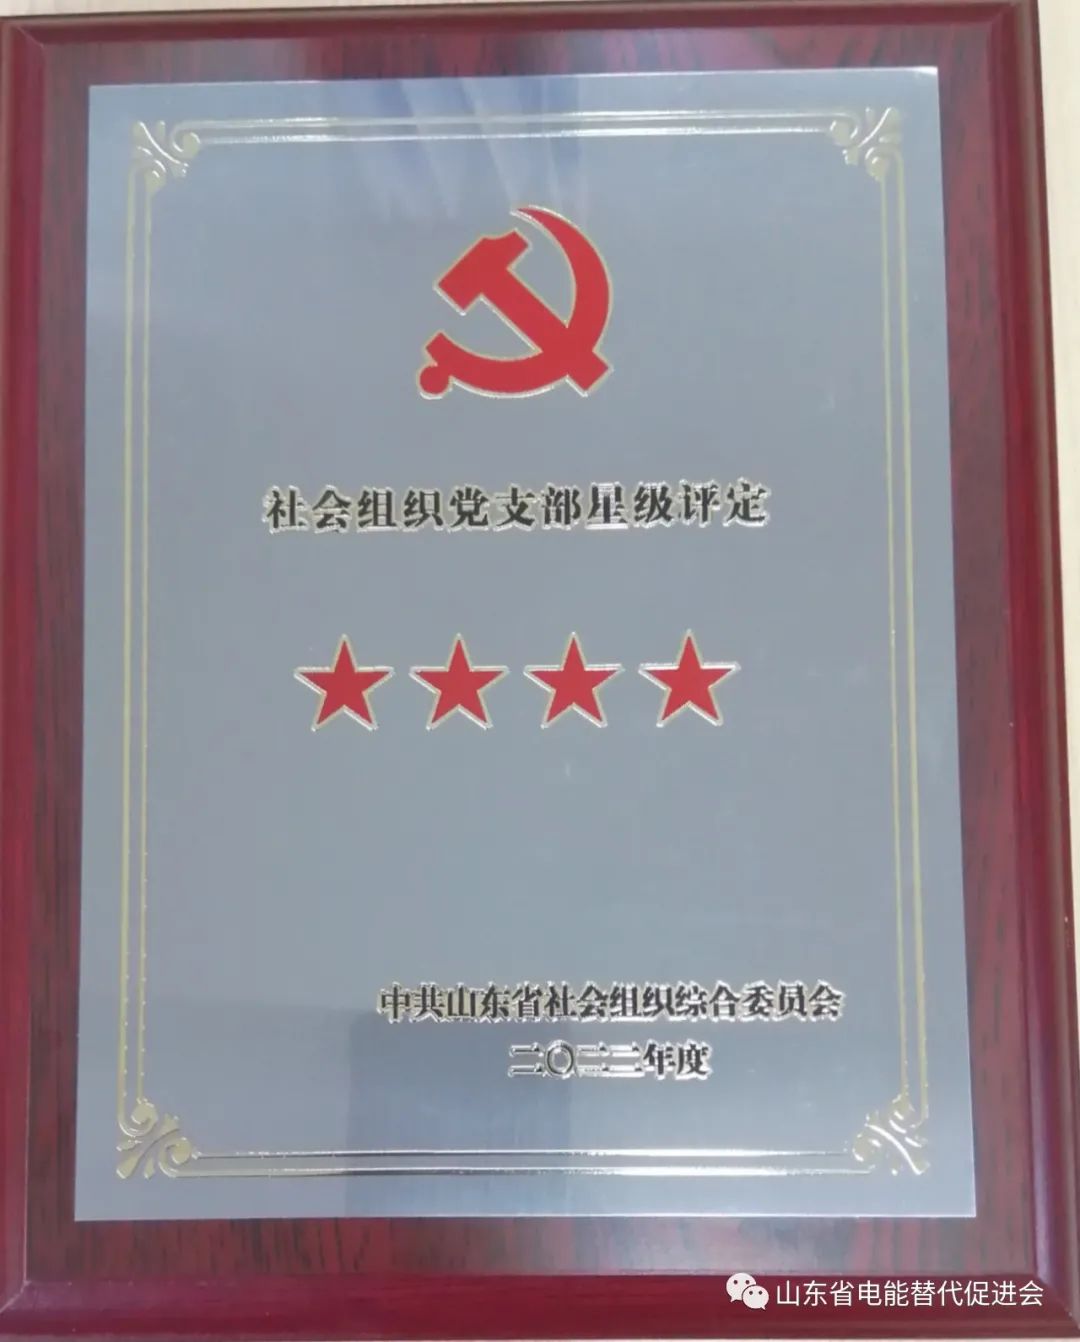 社会组织党支部星级评定
中共山东省社会组织综合委员会
二〇二二年度
山东省电能替代促进会